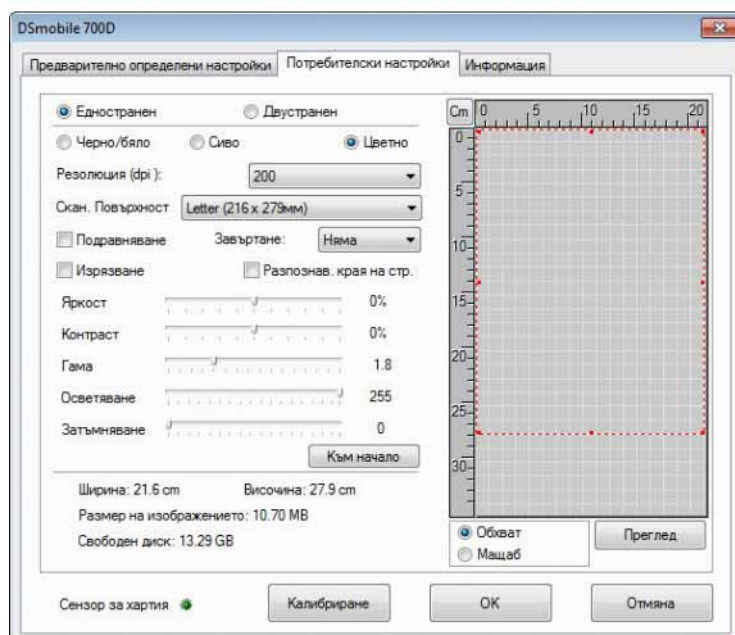 DSmobile 700D
Предварително определени настройки Потребителски настройки Информация
Едностранен Двустранен
Черно/бяло Сиво Цветно
Резолюция (dpi ): 200
Скан. Повърхност Letter (216 x 279мм)
Подравняване Завъртане: Няма
Изрязване Разпознав. края на стр.
Яркост 0%
Контраст 0%
Гама 1.8
Осветяване 255
Затъмняване 0
Към начало
Ширина: 21.6 cm Височина: 27.9 cm
Размер на изображението: 10.70 MB
Свободен диск: 13.29 GB
Cm 0 5 10 15 20
0
5
10
15
20
25
30
Обхват
Мащаб
Преглед
Сензор за хартия Калибриране OK Отмяна